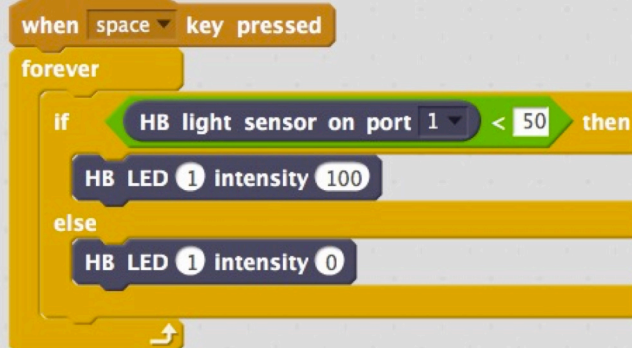 when space key pressed
forever
if HB light sensor on port 1 < 50 then
HB LED 1 intensity 100
else
HB LED 1 intensity 0